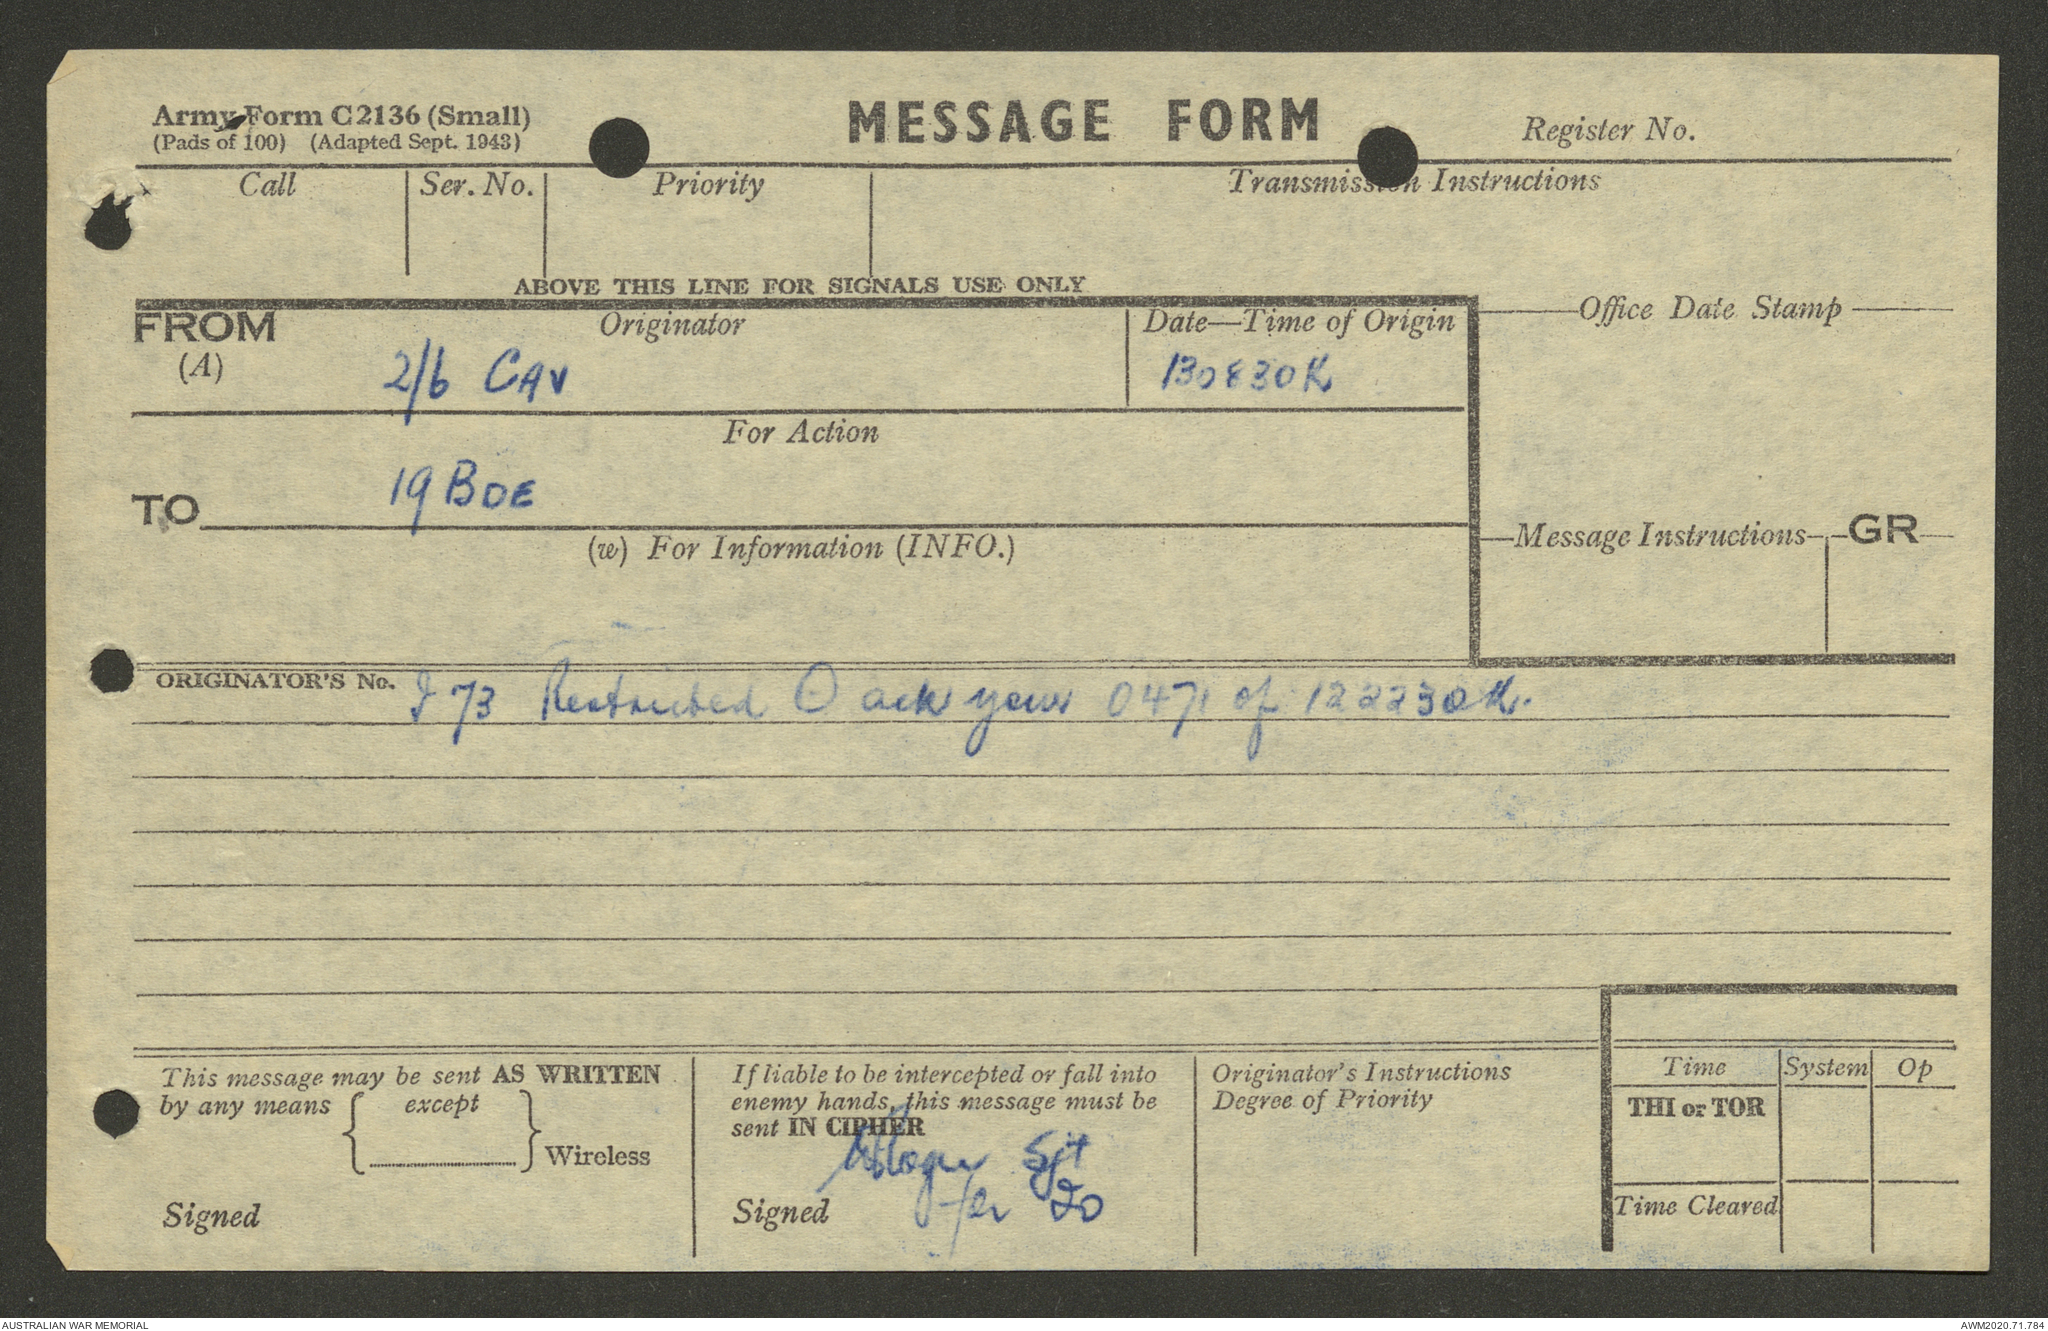 Army Form C2136 (Small)
(Pads of 100) (Adapted Sept. 1943)
MESSAGE FORM
Register No.
Call
Ser. No.
Priority
Transmission Instructions
ABOVE THIS LINE FOR SIGNALS USE ONLY
FROM
(A)
Originator
2/6 CAV
Date—Time of Origin
130830K
Office Date Stamp
For Action
TO
19 BDE
(w) For Information (INFO.)
Message Instructions
GR
ORIGINATOR'S No.
I 73 Restricted O ack your 0471 of 122230K.
This message may be sent AS WRITTEN
by any means { except } Wireless
Signed
If liable to be intercepted or fall into
enemy hands, this message must be
sent IN CIPHER
Sjt
Signed
for IO
Originator's Instructions
Degree of Priority
Time
System
Op
THI or TOR
Time Cleared
AUSTRALIAN WAR MEMORIAL
AWM2020.71.784